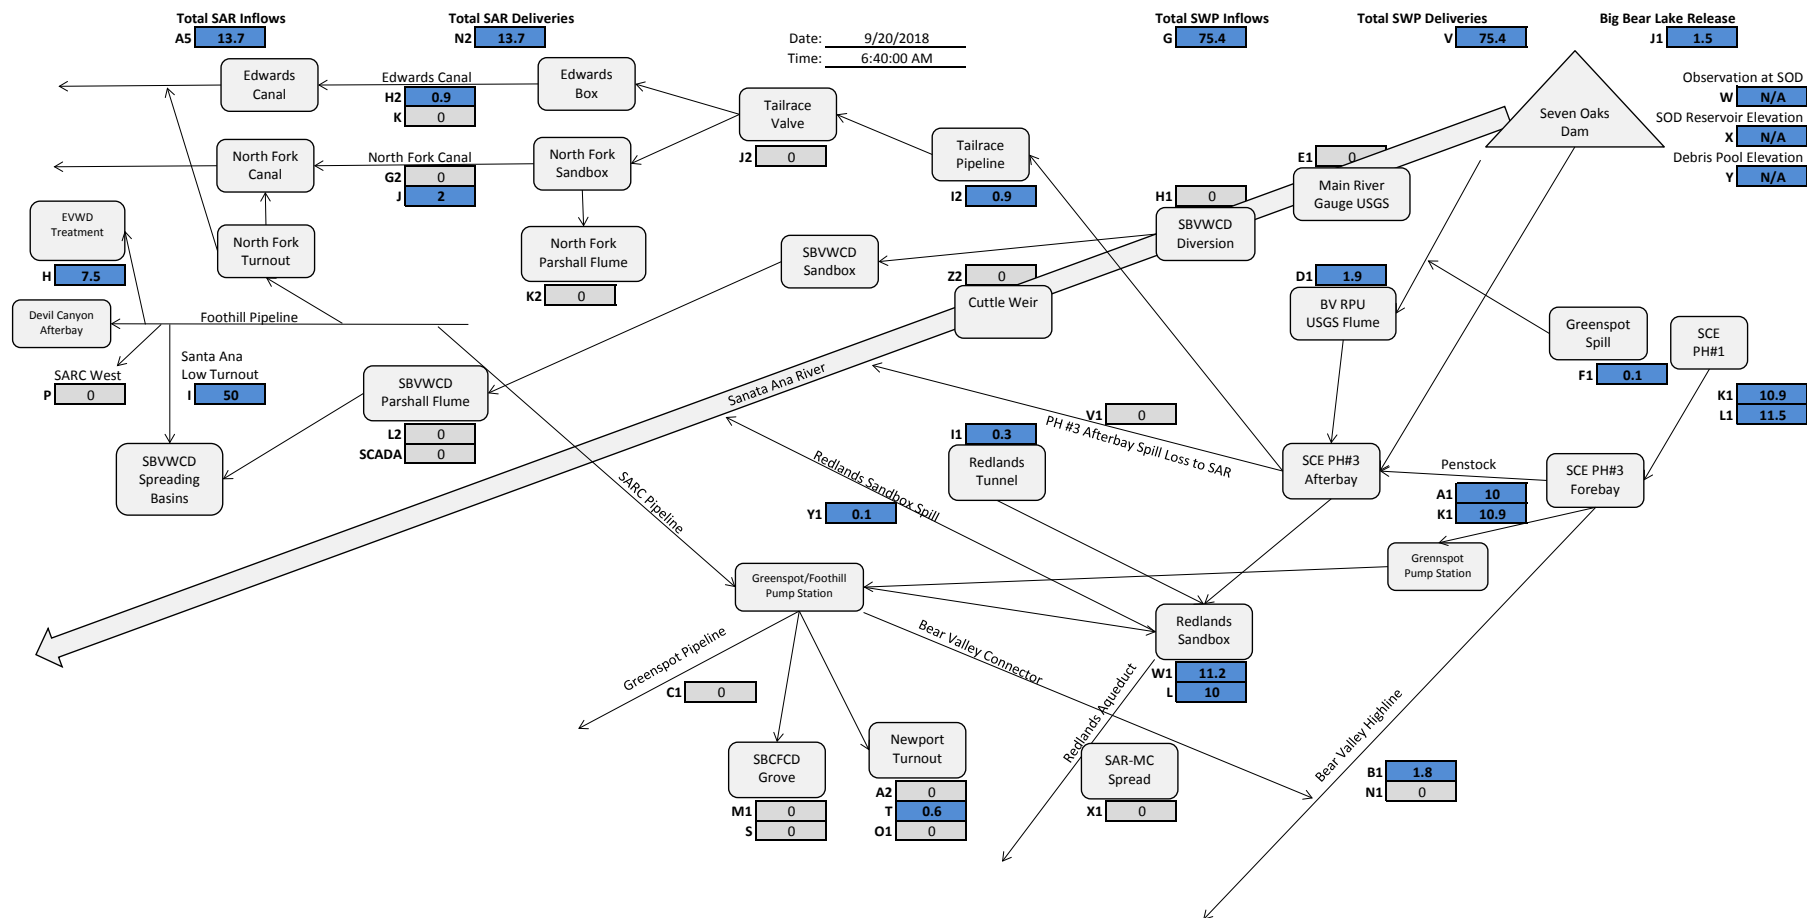 Total SAR Inflows
A5 13.7
Total SAR Deliveries
N2 13.7
Date: 9/20/2018
Time: 6:40:00 AM
Total SWP Inflows
G 75.4
Total SWP Deliveries
V 75.4
Big Bear Lake Release
J1 1.5
Observation at SOD
W N/A
SOD Reservoir Elevation
X N/A
Debris Pool Elevation
Y N/A
Seven Oaks
Dam
Edwards
Canal
Edwards Canal
H2 0.9
K 0
Edwards
Box
Tailrace
Valve
J2 0
Tailrace
Pipeline
I2 0.9
E1 0
Main River
Gauge USGS
H1 0
SBVWCD
Diversion
North Fork
Canal
North Fork Canal
G2 0
J 2
North Fork
Sandbox
North Fork
Parshall Flume
K2 0
EVWD
Treatment
H 7.5
North Fork
Turnout
SBVWCD
Sandbox
Z2 0
Cuttle Weir
D1 1.9
BV RPU
USGS Flume
Greenspot
Spill
F1 0.1
SCE
PH#1
K1 10.9
L1 11.5
Devil Canyon
Afterbay
Foothill Pipeline
SARC West
P 0
Santa Ana
Low Turnout
I 50
SBVWCD
Parshall Flume
L2 0
SCADA 0
SBVWCD
Spreading
Basins
Sanata Ana River
V1 0
PH #3 Afterbay Spill Loss to SAR
I1 0.3
Redlands
Tunnel
SCE PH#3
Afterbay
Penstock
A1 10
K1 10.9
SCE PH#3
Forebay
Redlands Sandbox Spill
Y1 0.1
SARC Pipeline
Grennspot
Pump Station
Greenspot/Foothill
Pump Station
Redlands
Sandbox
W1 11.2
L 10
Greenspot Pipeline
C1 0
Bear Valley Connector
Redlands Aqueduct
Bear Valley Highline
SBCFCD
Grove
M1 0
S 0
Newport
Turnout
A2 0
T 0.6
O1 0
SAR-MC
Spread
X1 0
B1 1.8
N1 0